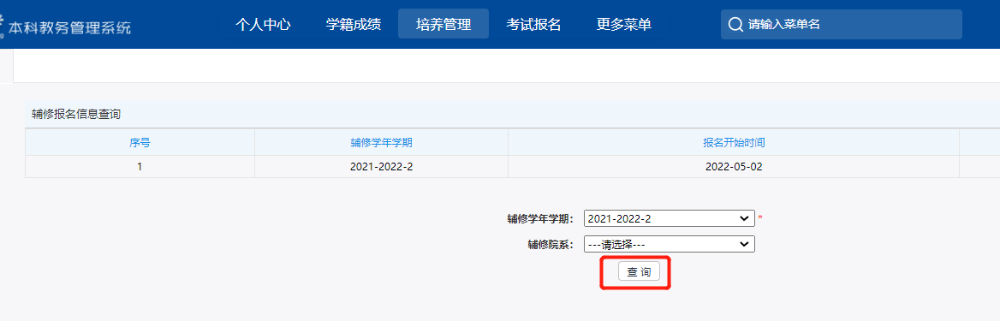 本科教务管理系统 个人中心 学籍成绩 培养管理 考试报名 更多菜单 请输入菜单名
辅修报名信息查询
序号 辅修学年学期 报名开始时间
1 2021-2022-2 2022-05-02
辅修学年学期： 2021-2022-2 *
辅修院系： ---请选择---
查 询